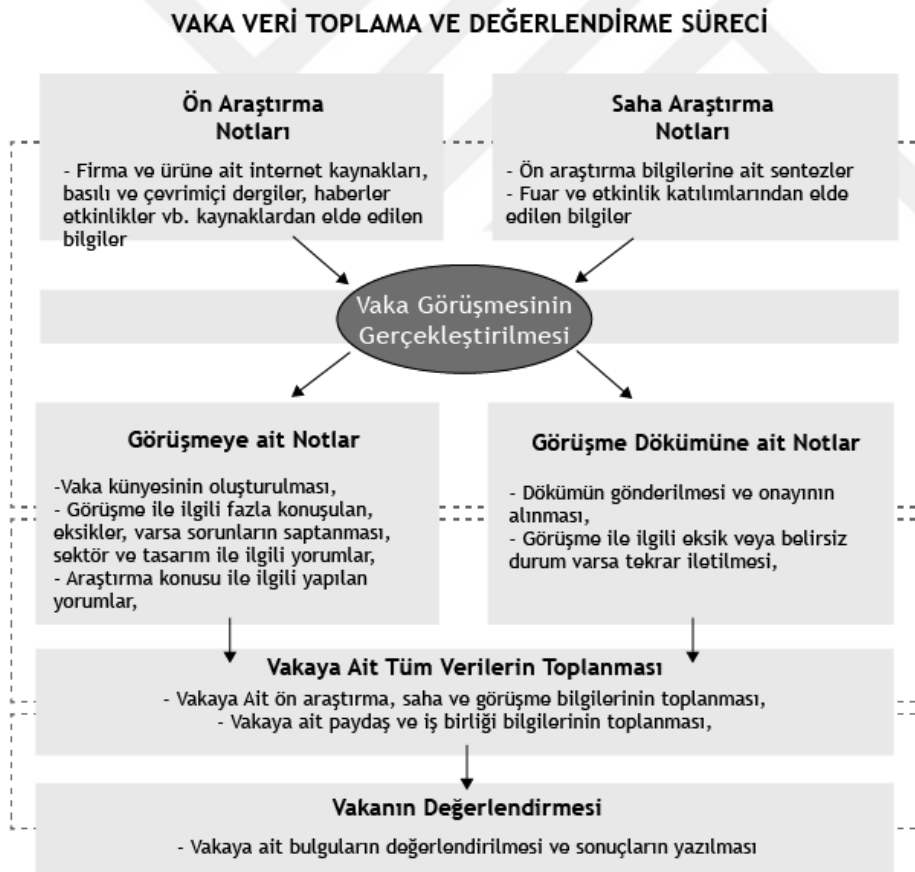 VAKA VERİ TOPLAMA VE DEĞERLENDİRME SÜRECİ
Ön Araştırma
Notları
- Firma ve ürüne ait internet kaynakları,
basılı ve çevrimiçi dergiler, haberler
etkinlikler vb. kaynaklardan elde edilen
bilgiler
Saha Araştırma
Notları
- Ön araştırma bilgilerine ait sentezler
- Fuar ve etkinlik katılımlarından elde
edilen bilgiler
Vaka Görüşmesinin
Gerçekleştirilmesi
Görüşmeye ait Notlar
-Vaka künyesinin oluşturulması,
- Görüşme ile ilgili fazla konuşulan,
eksikler, varsa sorunların saptanması,
sektör ve tasarım ile ilgili yorumlar,
- Araştırma konusu ile ilgili yapılan
yorumlar,
Görüşme Dökümüne ait Notlar
- Dökümün gönderilmesi ve onayının
alınması,
- Görüşme ile ilgili eksik veya belirsiz
durum varsa tekrar iletilmesi,
Vakaya Ait Tüm Verilerin Toplanması
- Vakaya Ait ön araştırma, saha ve görüşme bilgilerinin toplanması,
- Vakaya ait paydaş ve iş birliği bilgilerinin toplanması,
Vakanın Değerlendirmesi
- Vakaya ait bulguların değerlendirilmesi ve sonuçların yazılması